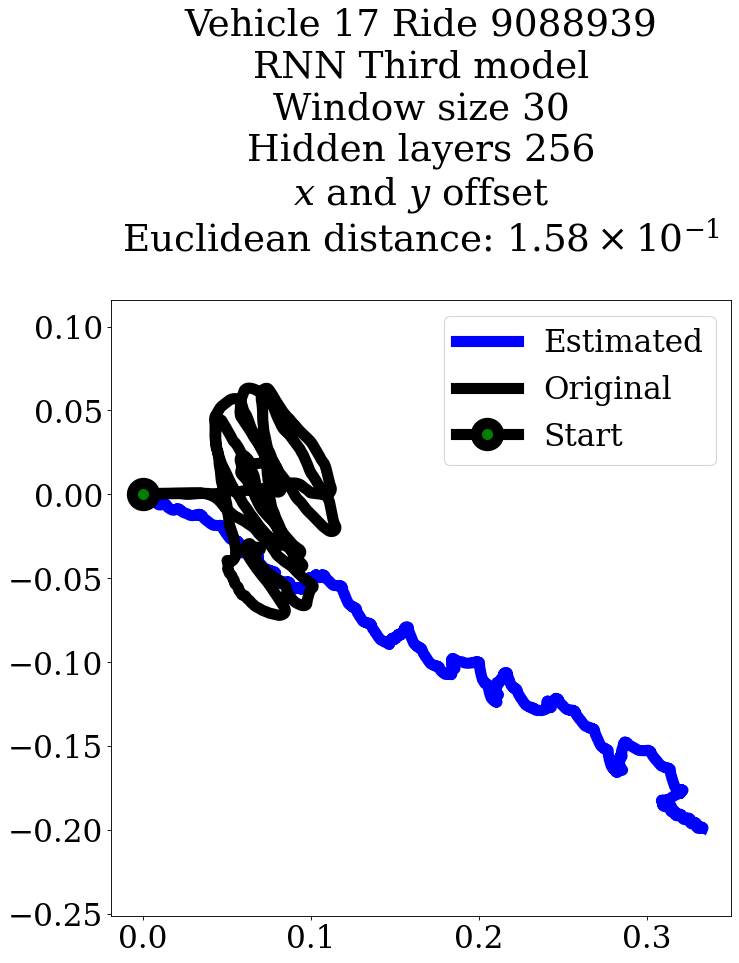 Vehicle 17 Ride 9088939
RNN Third model
Window size 30
Hidden layers 256
x and y offset
Euclidean distance: 1.58 × 10⁻¹
Estimated
Original
Start
0.10
0.05
0.00
−0.05
−0.10
−0.15
−0.20
−0.25
0.0 0.1 0.2 0.3